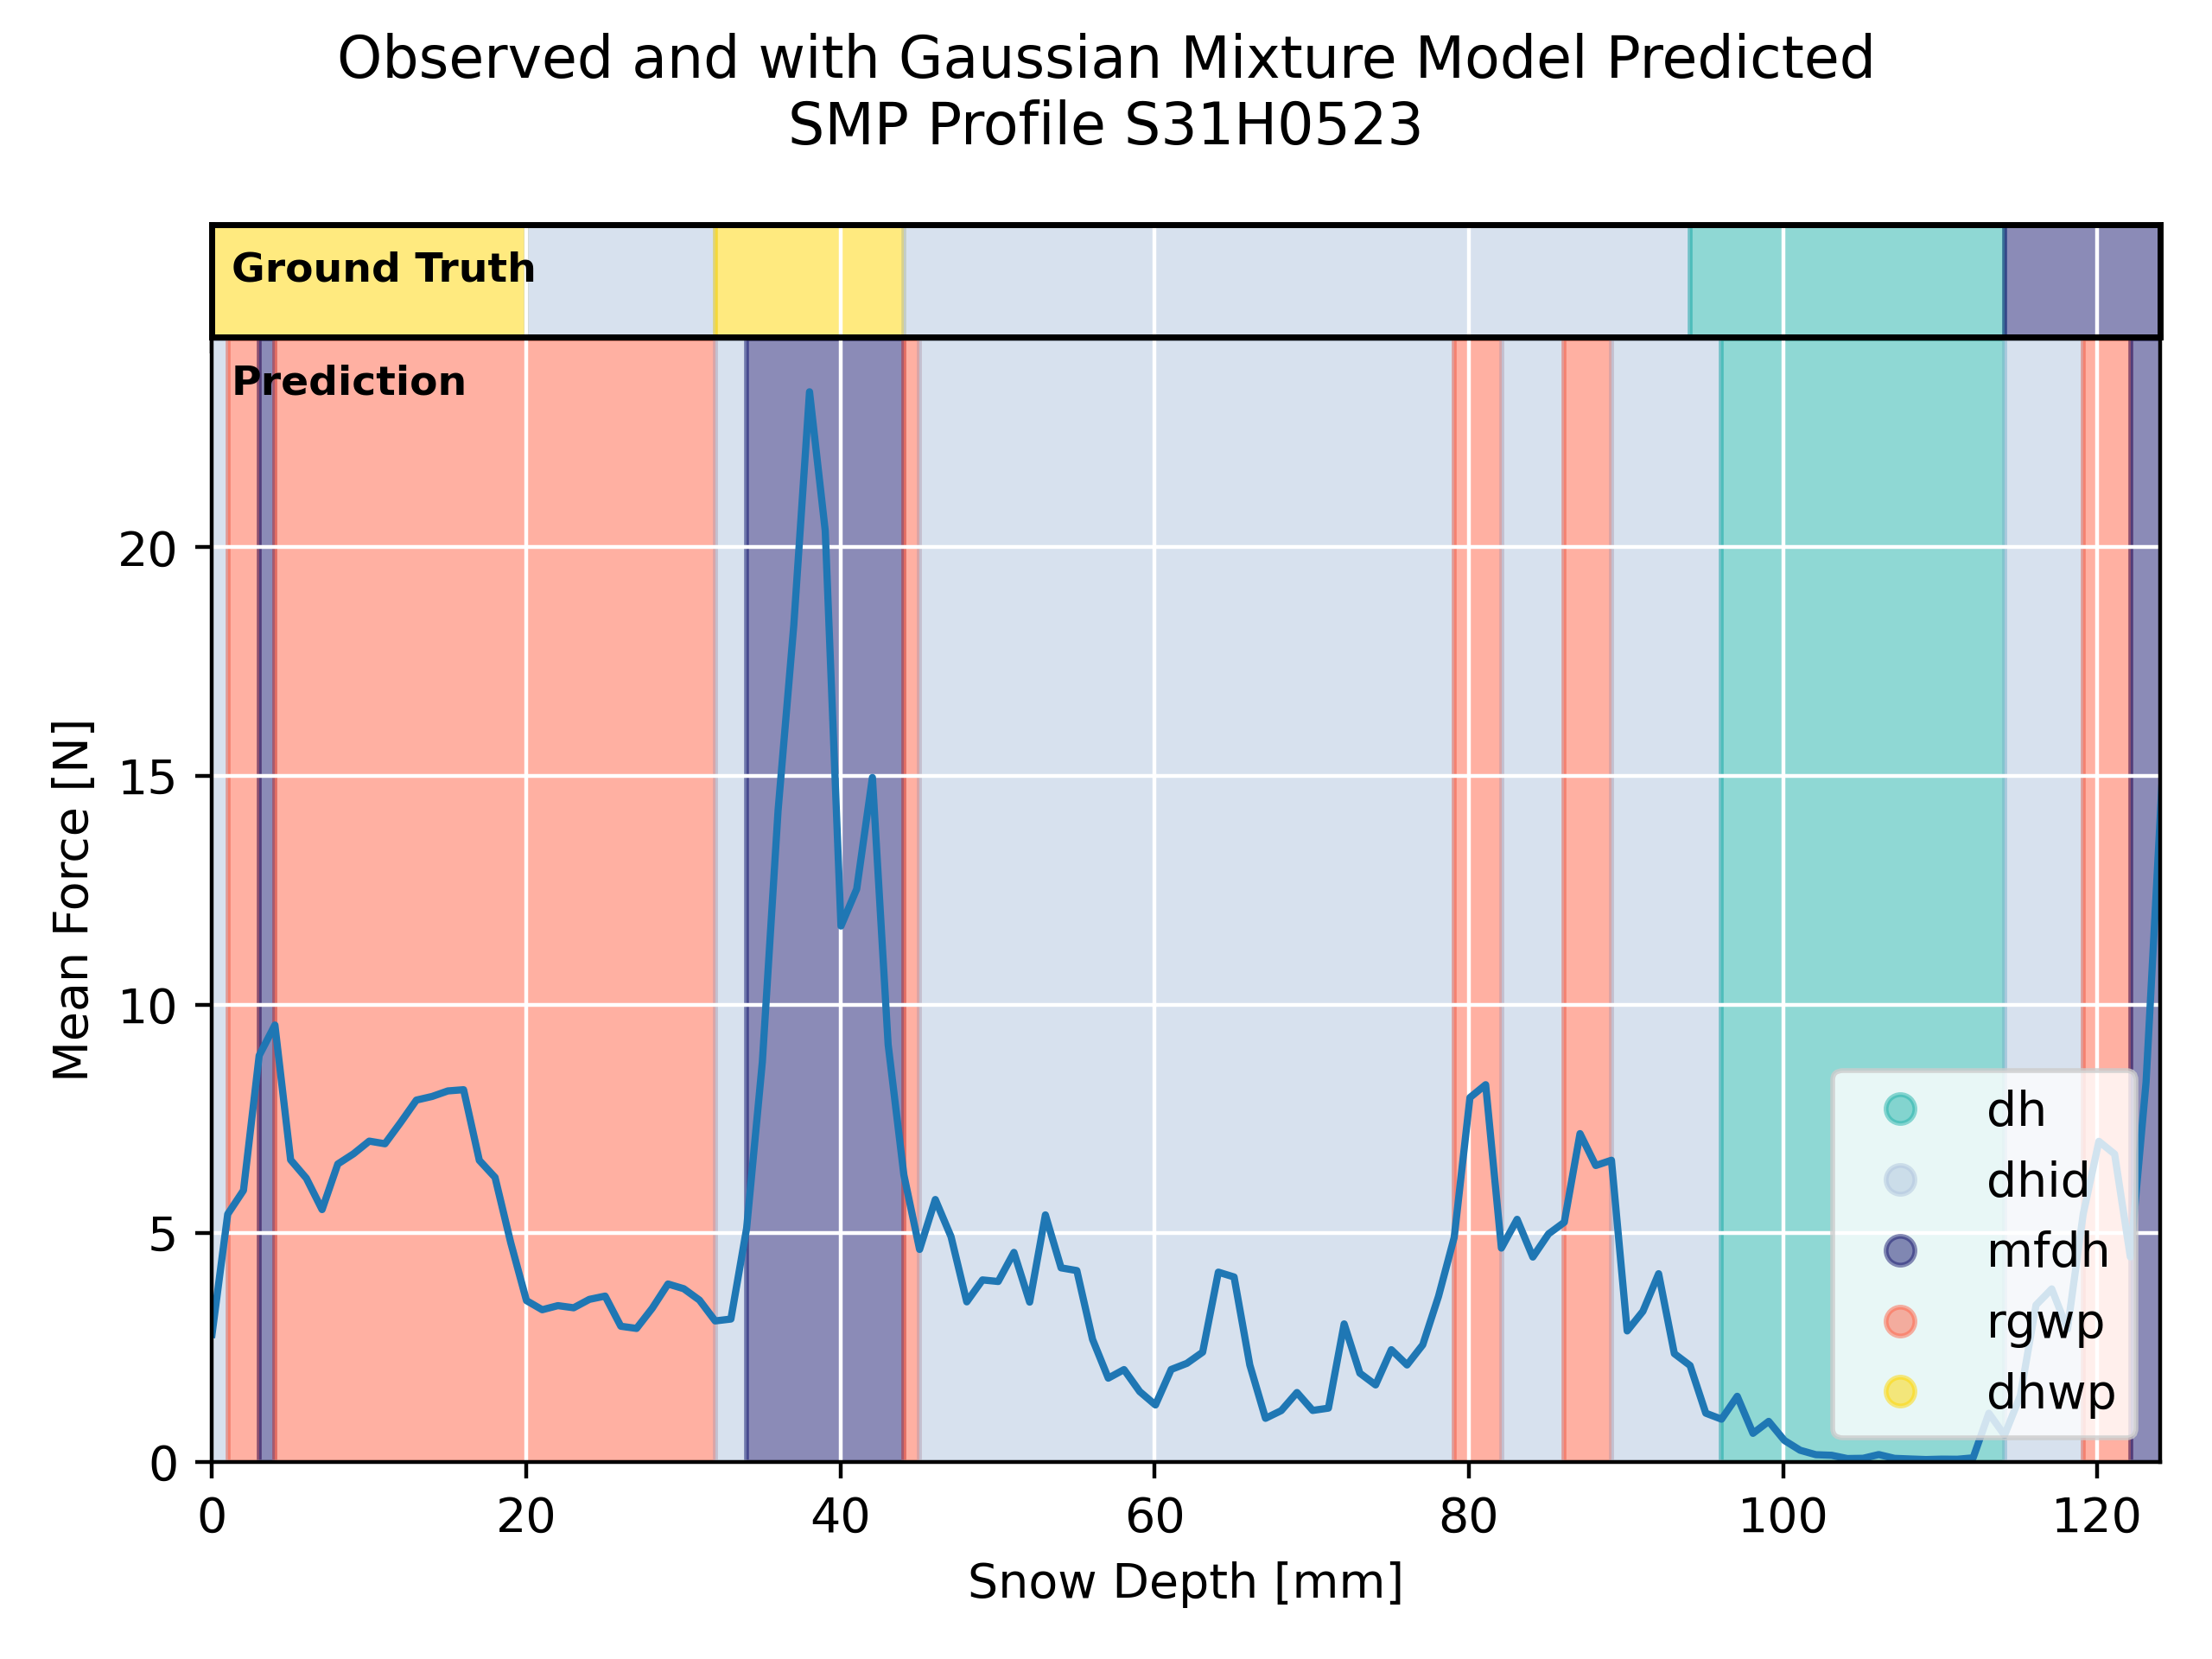 Observed and with Gaussian Mixture Model Predicted
SMP Profile S31H0523
Ground Truth
Prediction
20
15
10
5
0
Mean Force [N]
dh
dhid
mfdh
rgwp
dhwp
0 20 40 60 80 100 120
Snow Depth [mm]